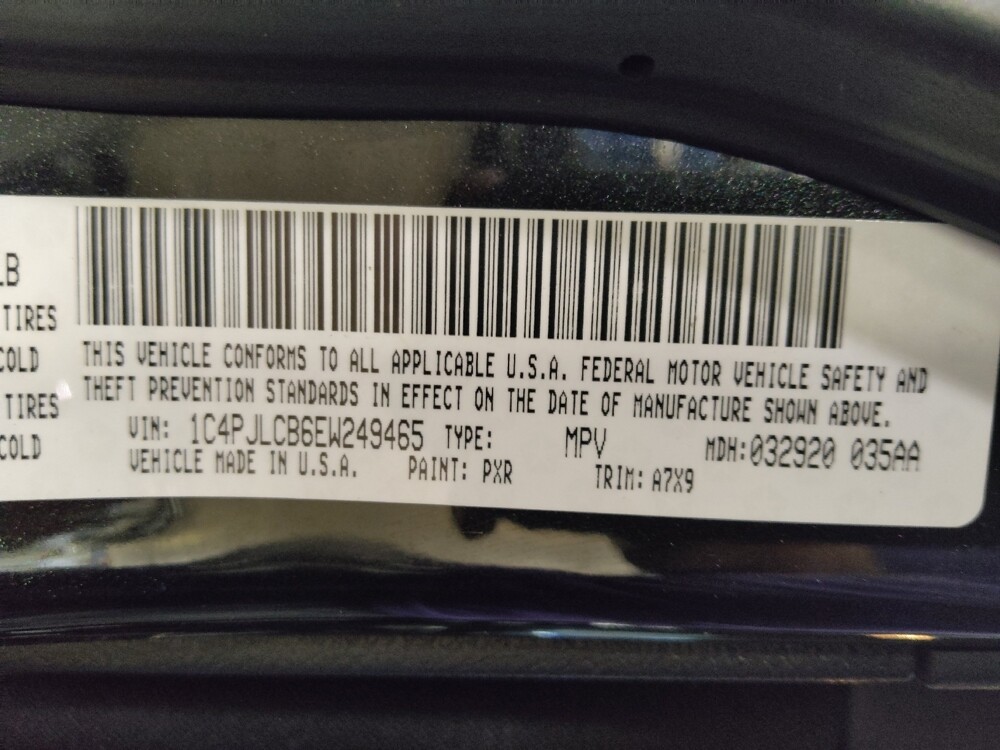 LB
TIRES
COLD
TIRES
COLD
THIS VEHICLE CONFORMS TO ALL APPLICABLE U.S.A. FEDERAL MOTOR VEHICLE SAFETY AND
THEFT PREVENTION STANDARDS IN EFFECT ON THE DATE OF MANUFACTURE SHOWN ABOVE.
VIN: 1C4PJLCB6EW249465 TYPE: MPV MDH:032920 035AA
VEHICLE MADE IN U.S.A. PAINT: PXR TRIM: A7X9